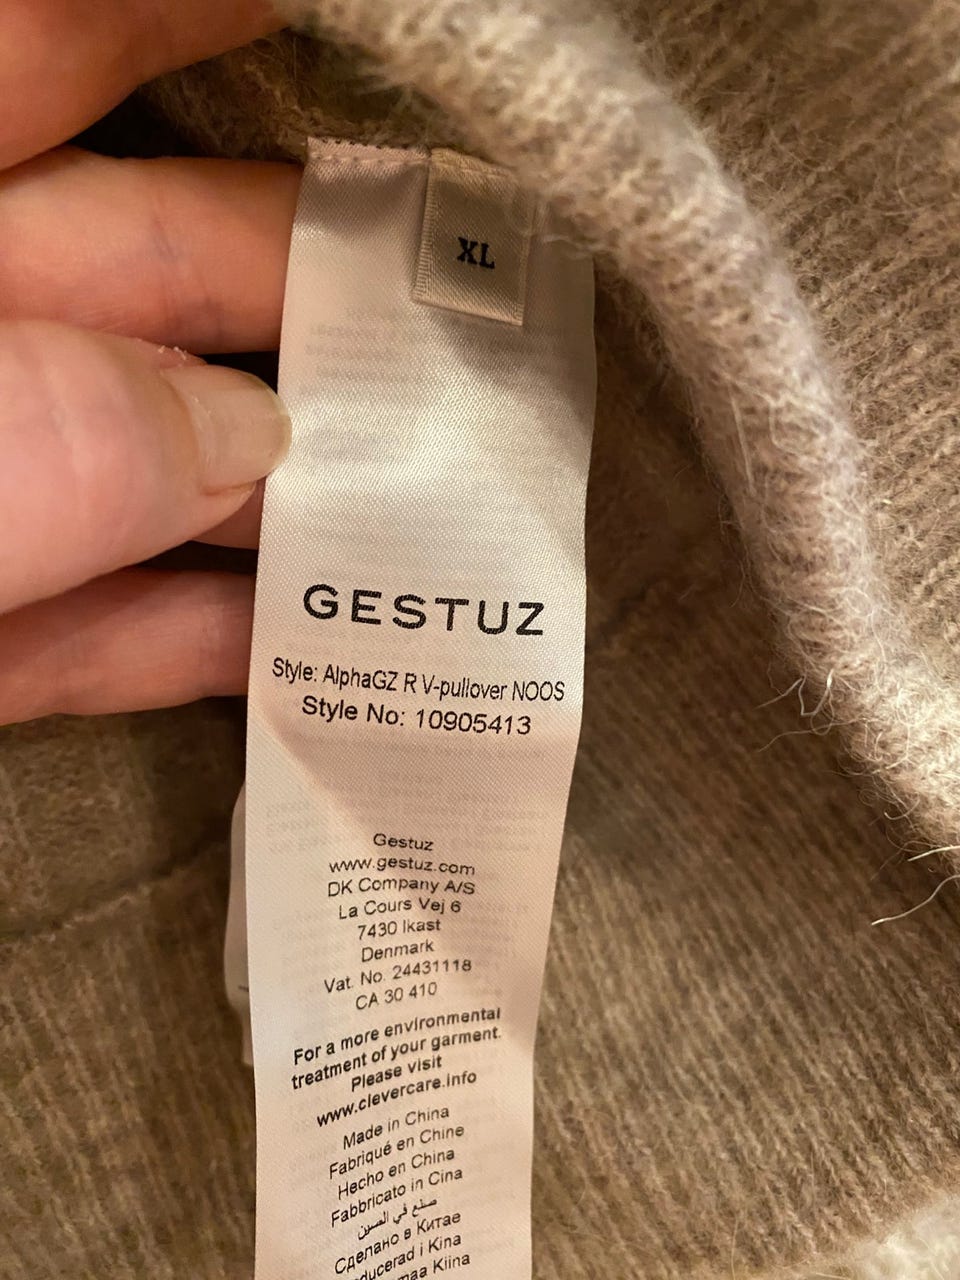 XL
GESTUZ
Style: AlphaGZ R V-pullover NOOS
Style No: 10905413
Gestuz
www.gestuz.com
DK Company A/S
La Cours Vej 6
7430 Ikast
Denmark
Vat. No. 24431118
CA 30 410
For a more environmental
treatment of your garment.
Please visit
www.clevercare.info
Made in China
Fabriqué en Chine
Hecho en China
Fabbricato in Cina
صنع في الصين
Сделано в Китае
i Kina
Kiina